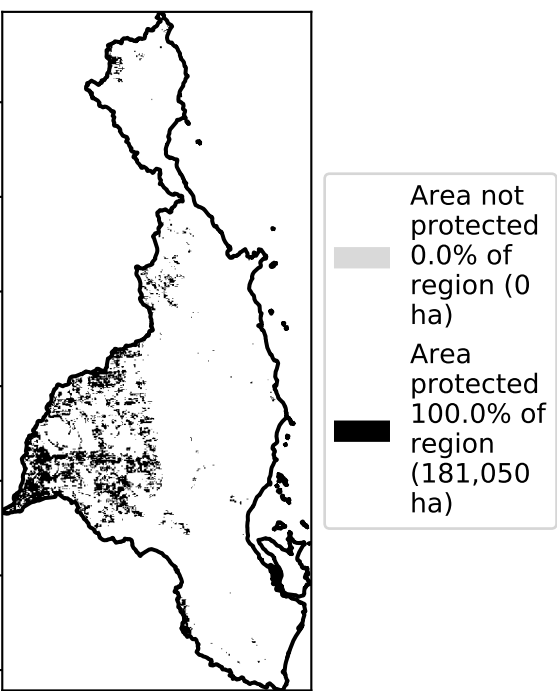 Area not
protected
0.0% of
region (0
ha)
Area
protected
100.0% of
region
(181,050
ha)